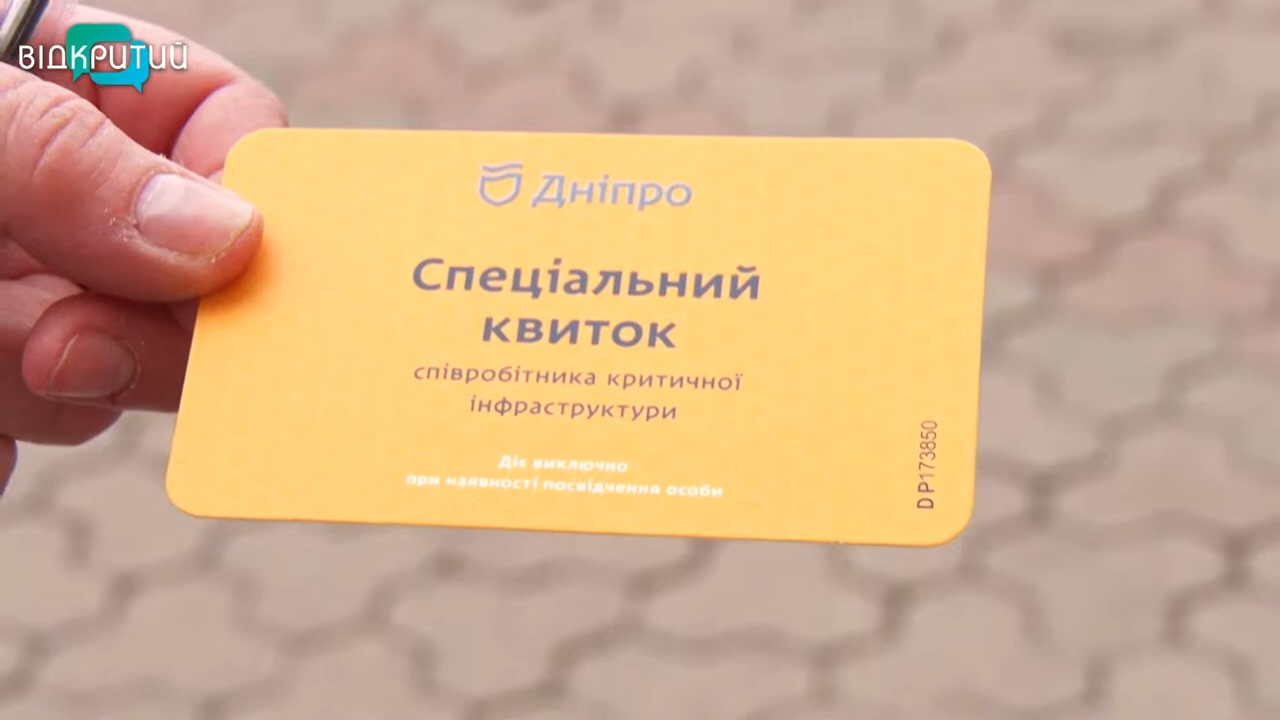 ВІДКРИТИЙ
Дніпро
Спеціальний
квиток
співробітника критичної
інфраструктури
Діє виключно
при наявності посвідчення особи
DP173850